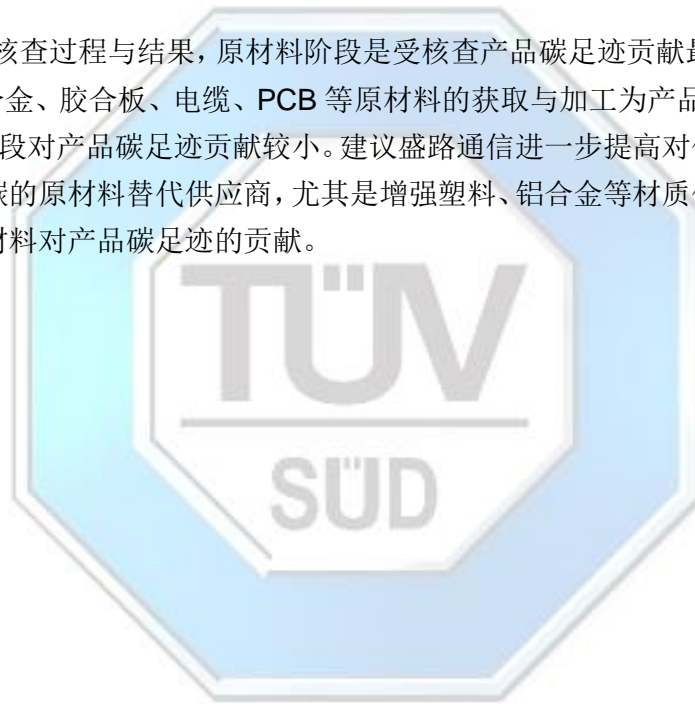 核查过程与结果，原材料阶段是受核查产品碳足迹贡献
合金、胶合板、电缆、PCB 等原材料的获取与加工为产品
段对产品碳足迹贡献较小。建议盛路通信进一步提高对
碳的原材料替代供应商，尤其是增强塑料、铝合金等材质
材料对产品碳足迹的贡献。
TÜV
SÜD